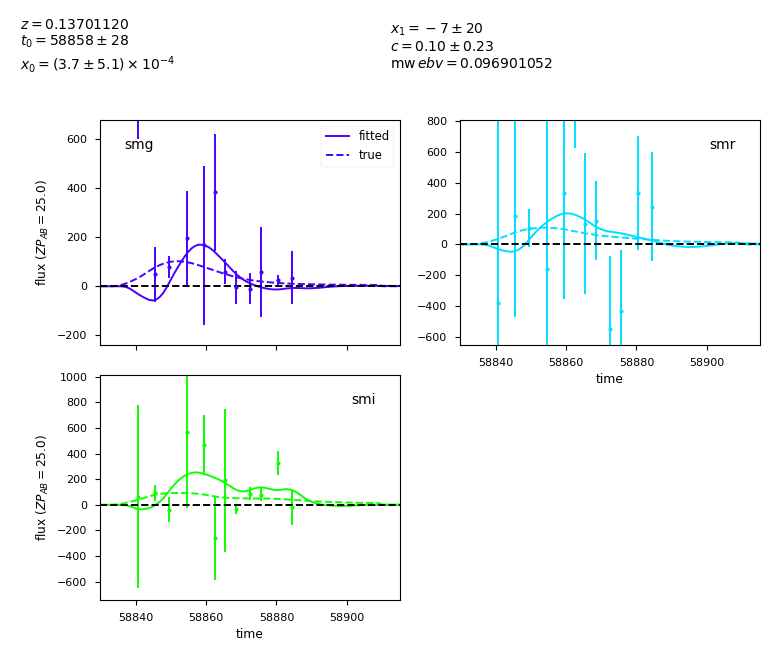 z = 0.13701120
t₀ = 58858 ± 28
x₀ = (3.7 ± 5.1) × 10⁻⁴
x₁ = −7 ± 20
c = 0.10 ± 0.23
mw ebv = 0.096901052
600
400
200
0
−200
flux (ZP_AB = 25.0)
smg
fitted
true
800
600
400
200
0
−200
−400
−600
smr
58840 58860 58880 58900
time
1000
800
600
400
200
0
−200
−400
−600
flux (ZP_AB = 25.0)
smi
58840 58860 58880 58900
time